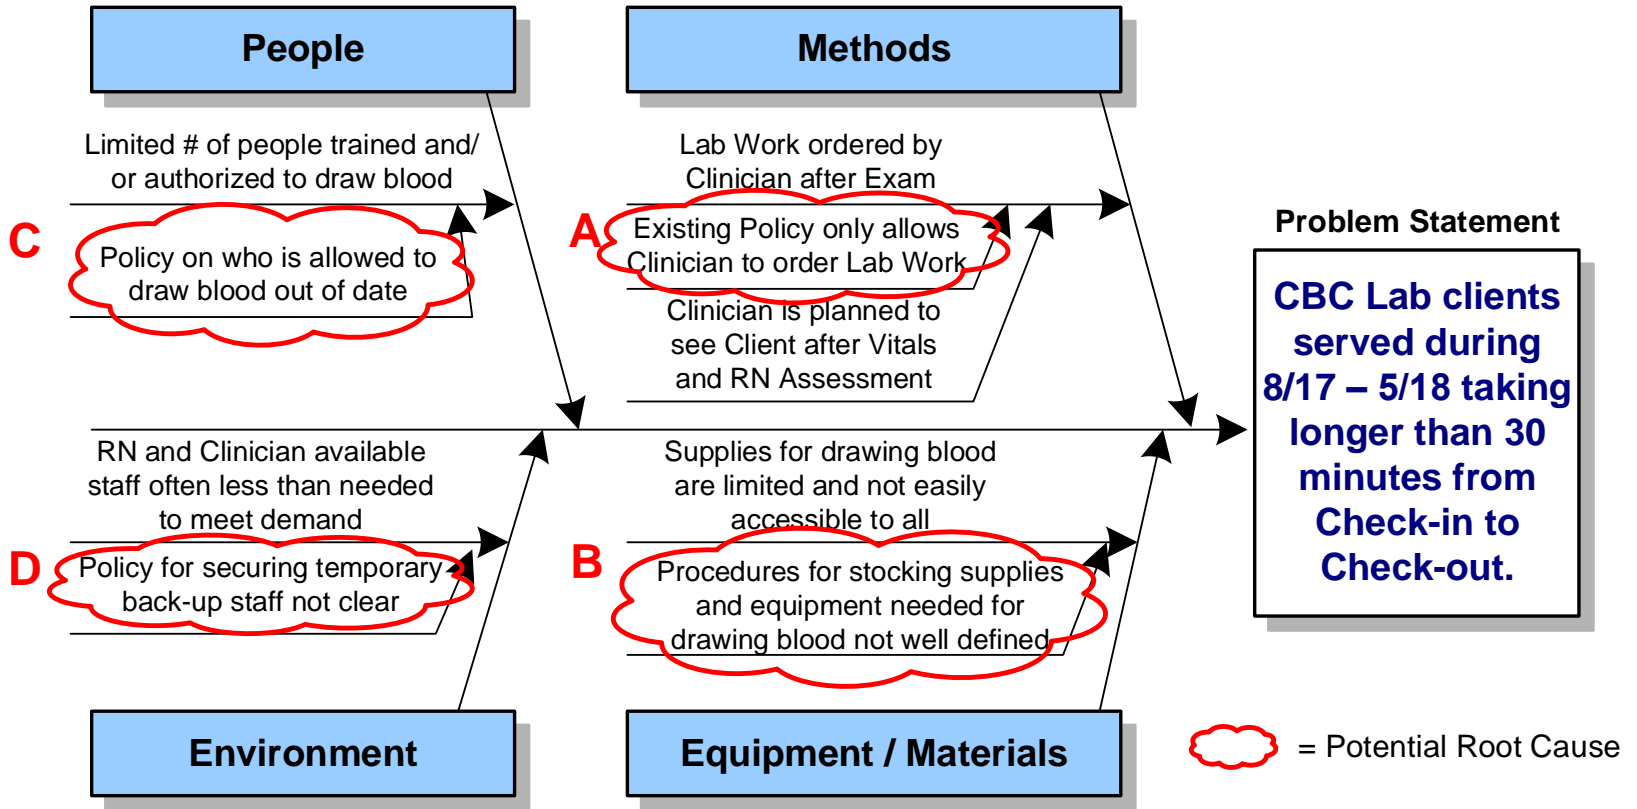 People
Methods
Limited # of people trained and/
or authorized to draw blood
C
Policy on who is allowed to
draw blood out of date
Lab Work ordered by
Clinician after Exam
A
Existing Policy only allows
Clinician to order Lab Work
Clinician is planned to
see Client after Vitals
and RN Assessment
Problem Statement
CBC Lab clients
served during
8/17 – 5/18 taking
longer than 30
minutes from
Check-in to
Check-out.
RN and Clinician available
staff often less than needed
to meet demand
D
Policy for securing temporary
back-up staff not clear
Supplies for drawing blood
are limited and not easily
accessible to all
B
Procedures for stocking supplies
and equipment needed for
drawing blood not well defined
Environment
Equipment / Materials
= Potential Root Cause